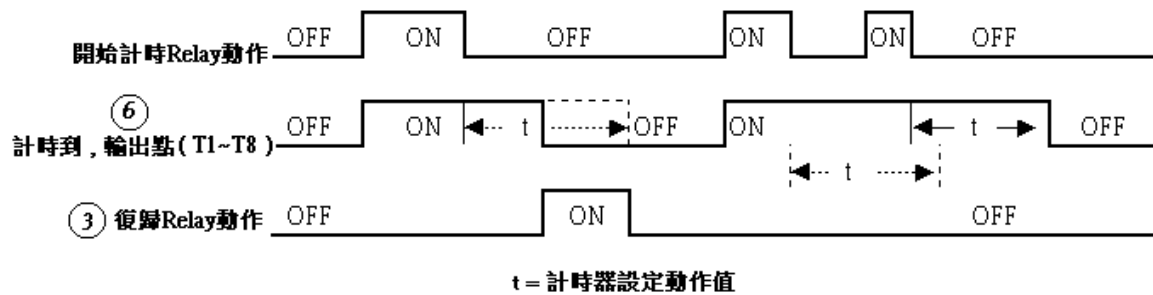 開始計時Relay動作 OFF ON OFF ON ON OFF
⑥
計時到，輸出點( T1~T8 ) OFF ON t OFF ON t OFF
t
③ 復歸Relay動作 OFF ON OFF
t = 計時器設定動作值